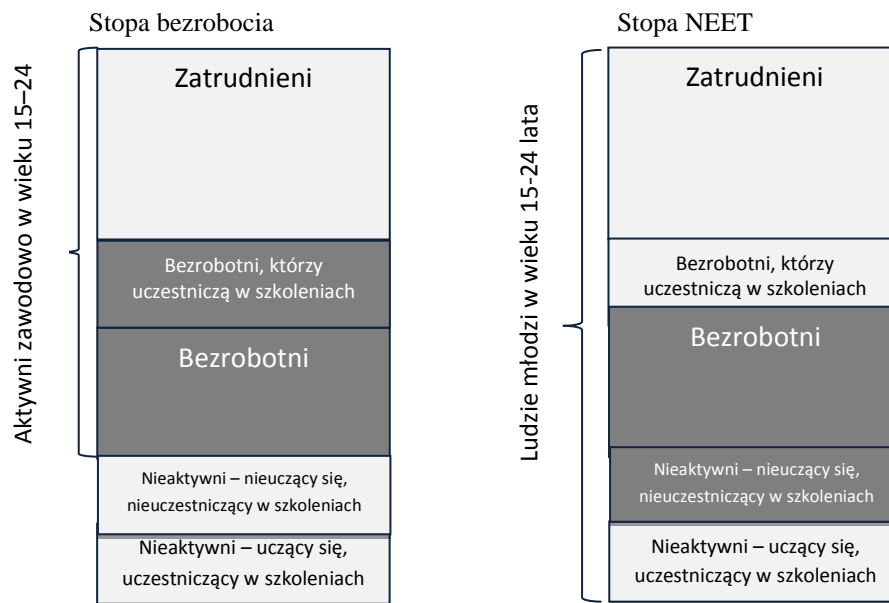 Stopa bezrobocia
Aktywni zawodowo w wieku 15–24
Zatrudnieni
Bezrobotni, którzy
uczestniczą w szkoleniach
Bezrobotni
Nieaktywni – nieuczący się,
nieuczestniczący w szkoleniach
Nieaktywni – uczący się,
uczestniczący w szkoleniach
Stopa NEET
Ludzie młodzi w wieku 15-24 lata
Zatrudnieni
Bezrobotni, którzy
uczestniczą w szkoleniach
Bezrobotni
Nieaktywni – nieuczący się,
nieuczestniczący w szkoleniach
Nieaktywni – uczący się,
uczestniczący w szkoleniach